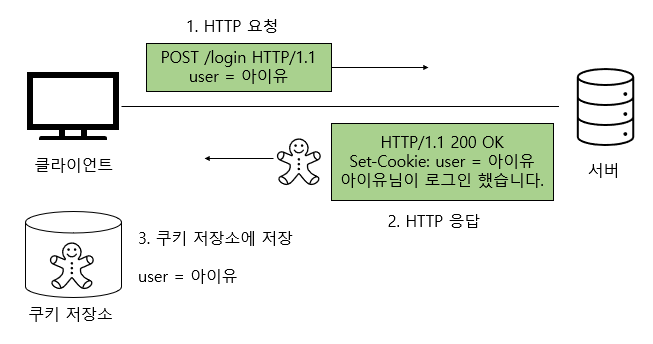 1. HTTP 요청
POST /login HTTP/1.1
user = 아이유
클라이언트
서버
HTTP/1.1 200 OK
Set-Cookie: user = 아이유
아이유님이 로그인 했습니다.
2. HTTP 응답
3. 쿠키 저장소에 저장
user = 아이유
쿠키 저장소